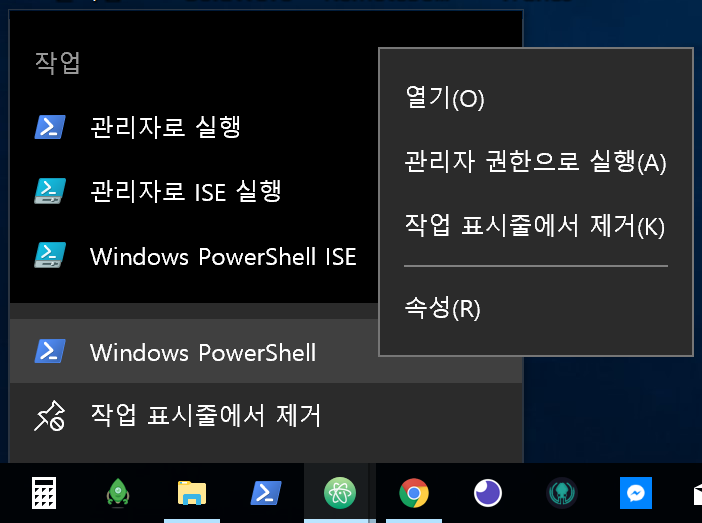 작업
관리자로 실행
관리자로 ISE 실행
Windows PowerShell ISE
Windows PowerShell
작업 표시줄에서 제거
열기(O)
관리자 권한으로 실행(A)
작업 표시줄에서 제거(K)
속성(R)